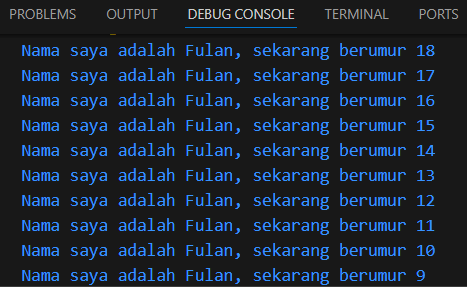 PROBLEMS OUTPUT DEBUG CONSOLE TERMINAL PORTS
Nama saya adalah Fulan, sekarang berumur 18
Nama saya adalah Fulan, sekarang berumur 17
Nama saya adalah Fulan, sekarang berumur 16
Nama saya adalah Fulan, sekarang berumur 15
Nama saya adalah Fulan, sekarang berumur 14
Nama saya adalah Fulan, sekarang berumur 13
Nama saya adalah Fulan, sekarang berumur 12
Nama saya adalah Fulan, sekarang berumur 11
Nama saya adalah Fulan, sekarang berumur 10
Nama saya adalah Fulan, sekarang berumur 9